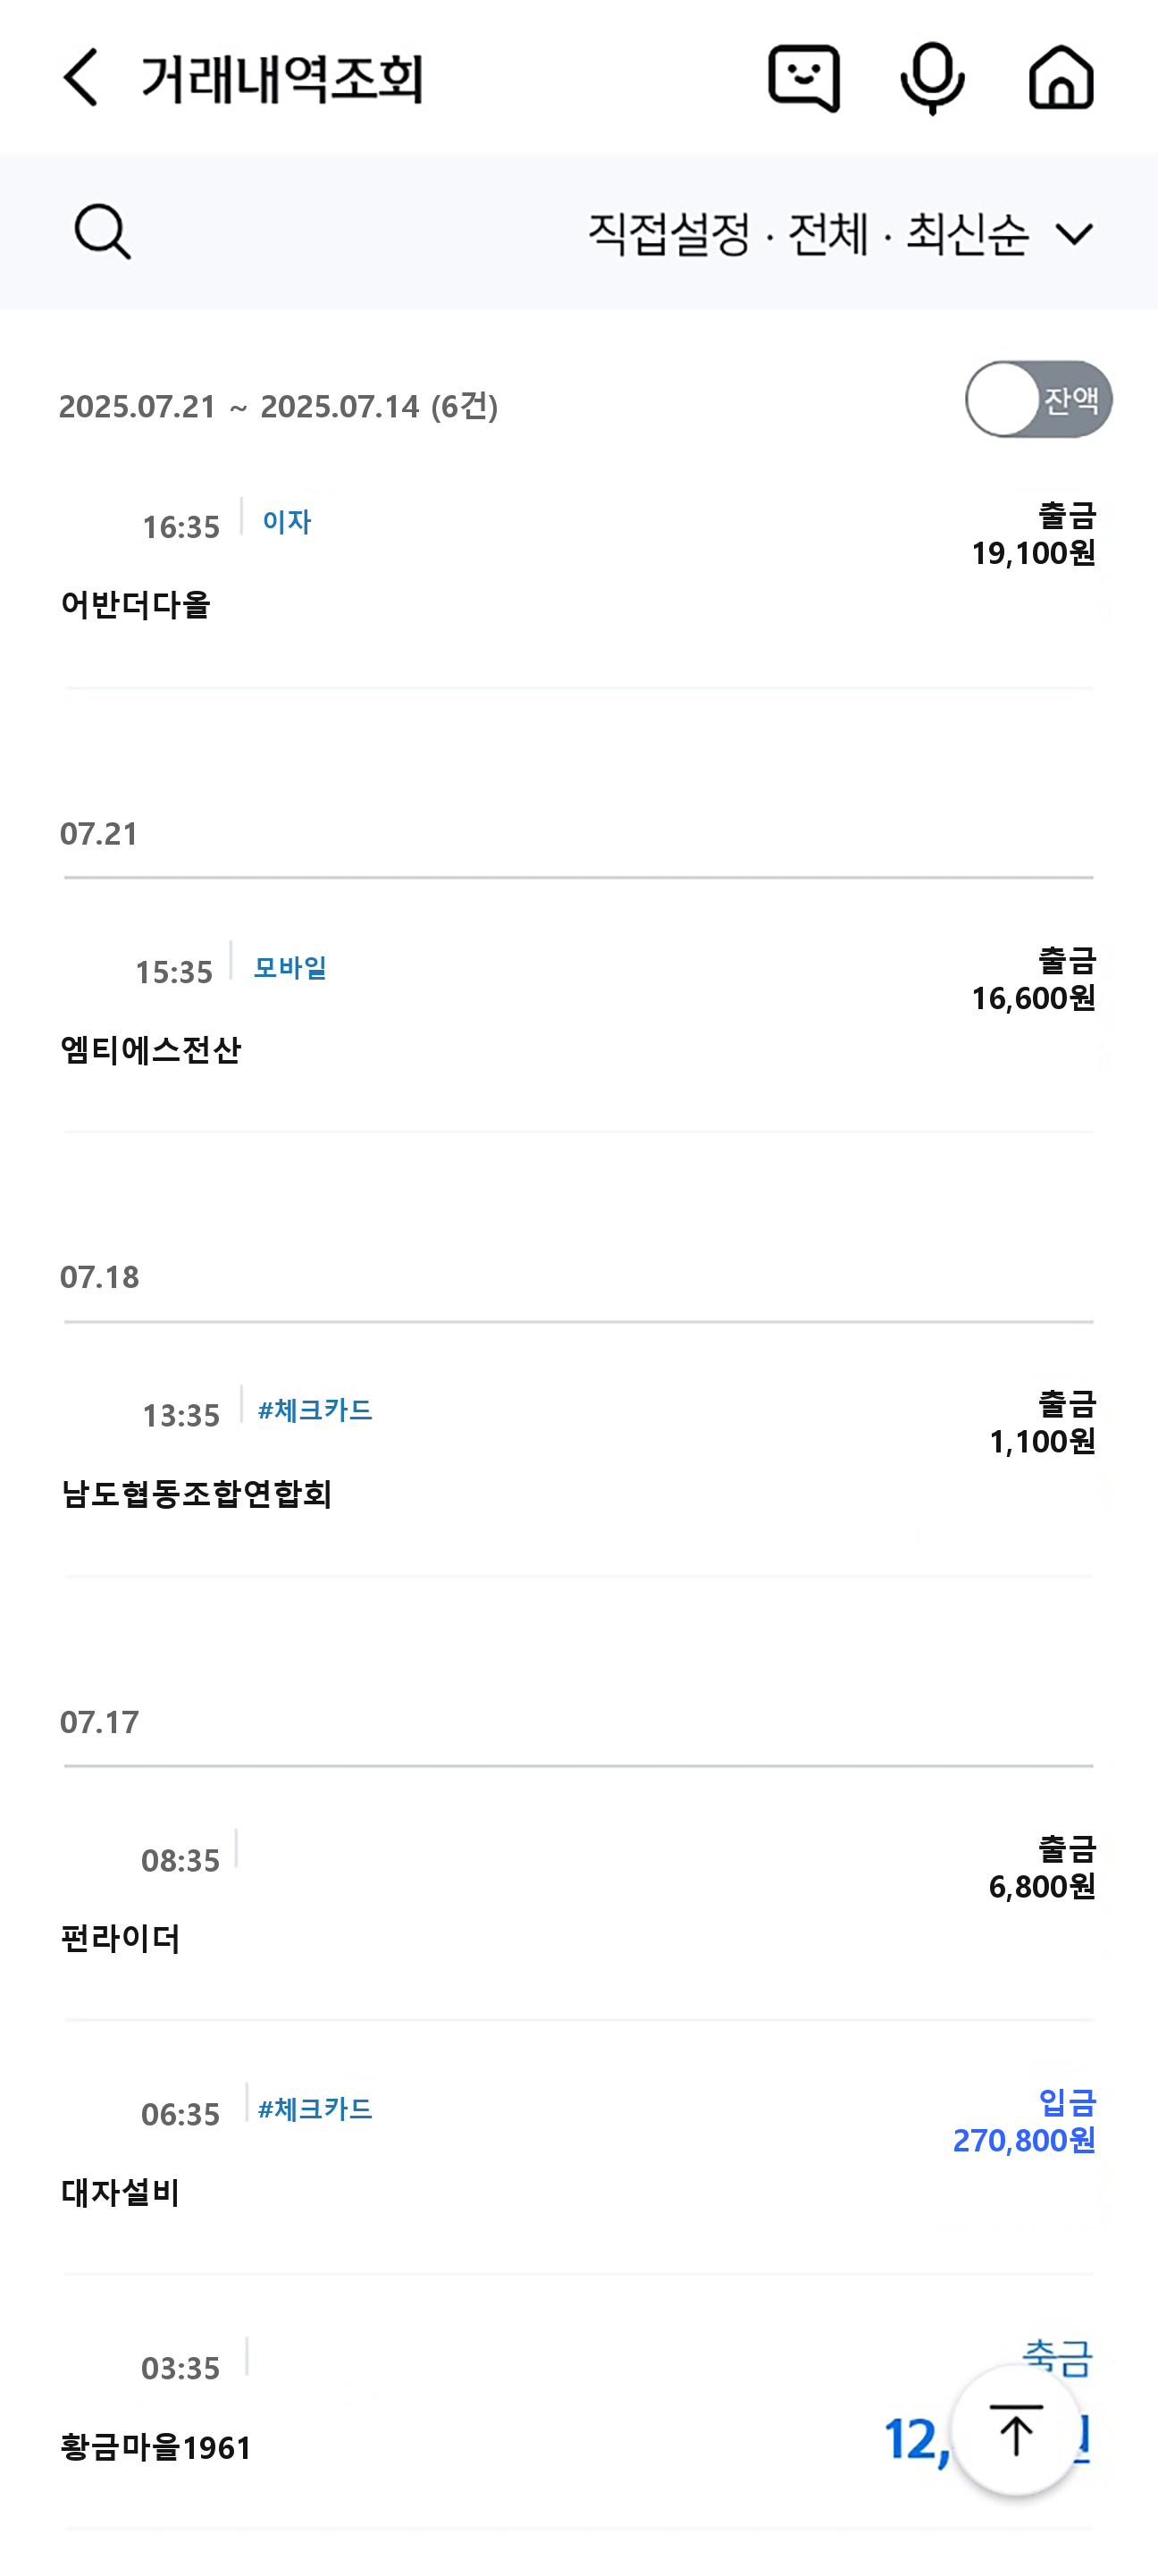 거래내역조회
직접설정 · 전체 · 최신순
2025.07.21 ~ 2025.07.14 (6건)
잔액
16:35 이자
출금
19,100원
어반더다올
07.21
15:35 모바일
출금
16,600원
엠티에스전산
07.18
13:35 #체크카드
출금
1,100원
남도협동조합연합회
07.17
08:35
출금
6,800원
펀라이더
06:35 #체크카드
입금
270,800원
대자설비
03:35
황금마을1961
12,